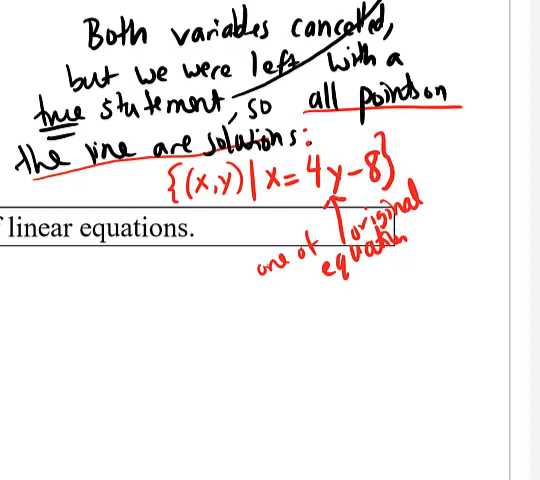 Both variables cancelled,
but we were left with a
true statement, so all points on
the line are solutions:
{(x,y) | x = 4y - 8}
linear equations.
one of original
equation